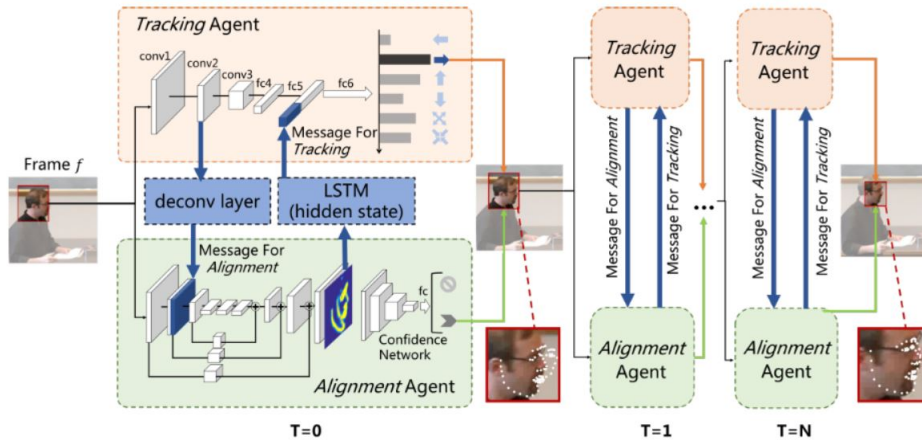 Tracking Agent
conv1
conv2
conv3
fc4
fc5
fc6
Message For
Tracking
Frame f
deconv layer
LSTM
(hidden state)
Message For
Alignment
fc
Confidence
Network
Alignment Agent
T=0
Tracking
Agent
Message For Alignment
Message For Tracking
Alignment
Agent
T=1
...
Tracking
Agent
Message For Alignment
Message For Tracking
Alignment
Agent
T=N